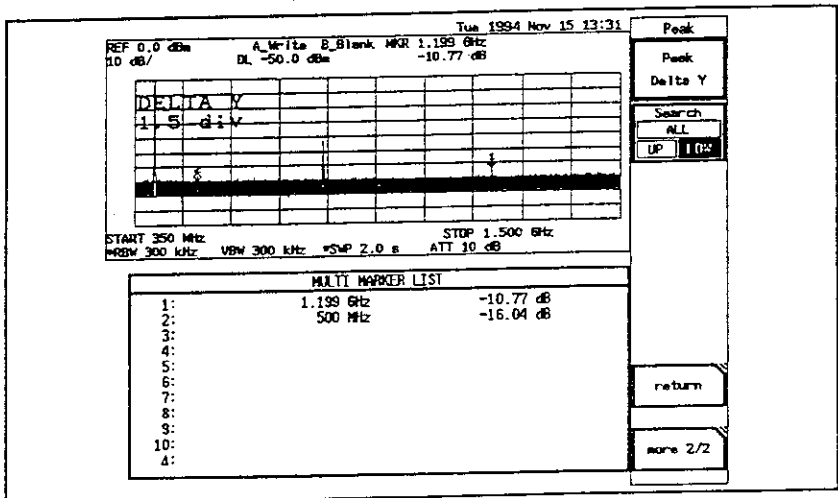 Tue 1994 Nov 15 13:31
REF 0.0 dBm A_Write B_Blank MKR 1.199 GHz
10 dB/ DL -50.0 dBm -10.77 dB
DELTA Y
1.5 div
1
START 350 MHz STOP 1.500 GHz
*RBW 300 kHz VBW 300 kHz *SWP 2.0 s ATT 10 dB
MULTI MARKER LIST
1: 1.199 GHz -10.77 dB
2: 500 MHz -16.04 dB
3:
4:
5:
6:
7:
8:
9:
10:
Δ:
Peak
Peak
Delta Y
Search
ALL
UP LOW
return
more 2/2